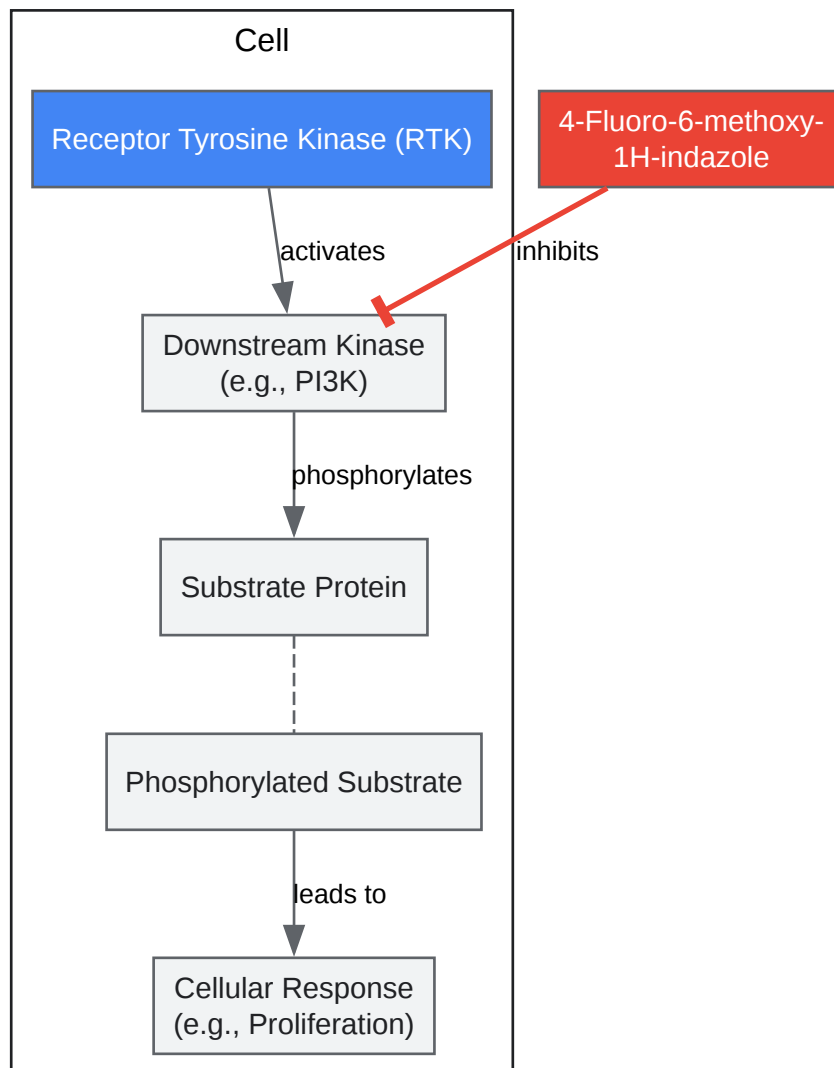 Cell
Receptor Tyrosine Kinase (RTK)
4-Fluoro-6-methoxy-
1H-indazole
activates
inhibits
Downstream Kinase
(e.g., PI3K)
phosphorylates
Substrate Protein
Phosphorylated Substrate
leads to
Cellular Response
(e.g., Proliferation)